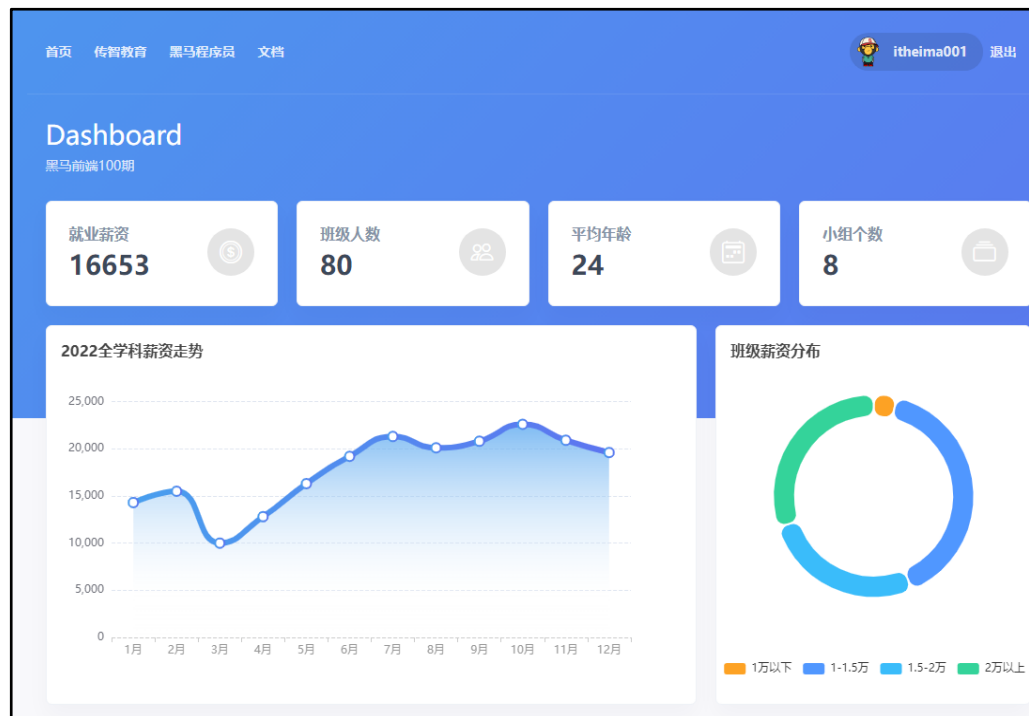 首页 传智教育 黑马程序员 文档 itheima001 退出
Dashboard
黑马前端100期
就业薪资 班级人数 平均年龄 小组个数
16653 80 24 8
2022全学科薪资走势
25,000
20,000
15,000
10,000
5,000
0
1月 2月 3月 4月 5月 6月 7月 8月 9月 10月 11月 12月
班级薪资分布
1万以下 1-1.5万 1.5-2万 2万以上